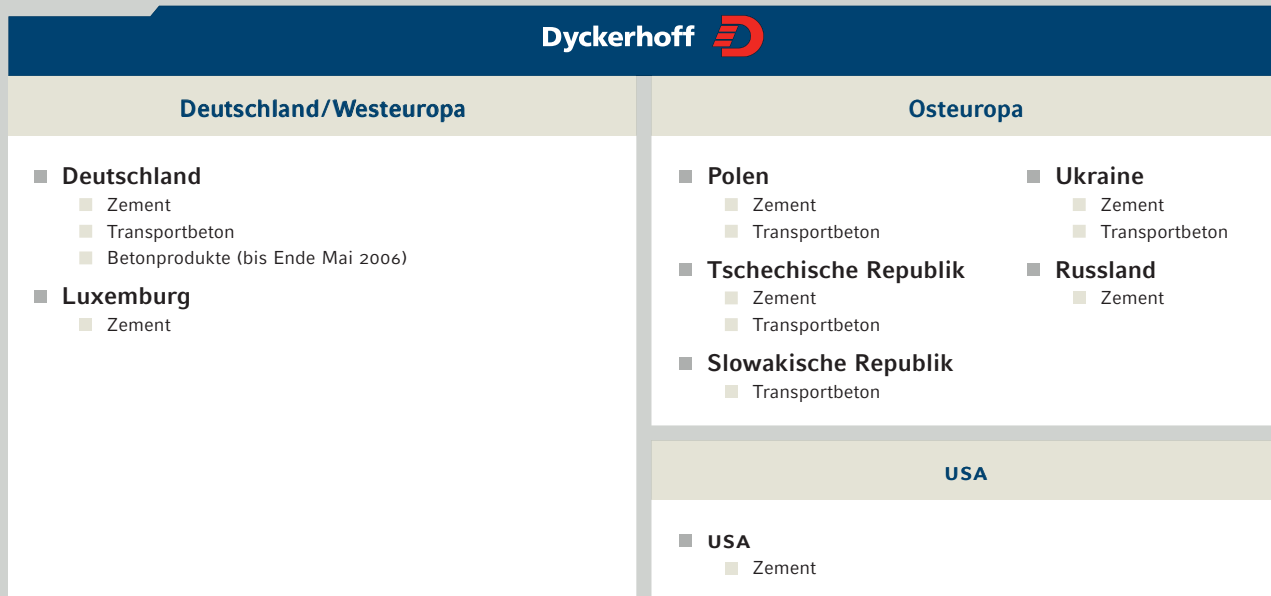 Dyckerhoff
Deutschland/Westeuropa
Deutschland
Zement
Transportbeton
Betonprodukte (bis Ende Mai 2006)
Luxemburg
Zement
Osteuropa
Polen
Zement
Transportbeton
Tschechische Republik
Zement
Transportbeton
Slowakische Republik
Transportbeton
Ukraine
Zement
Transportbeton
Russland
Zement
USA
USA
Zement